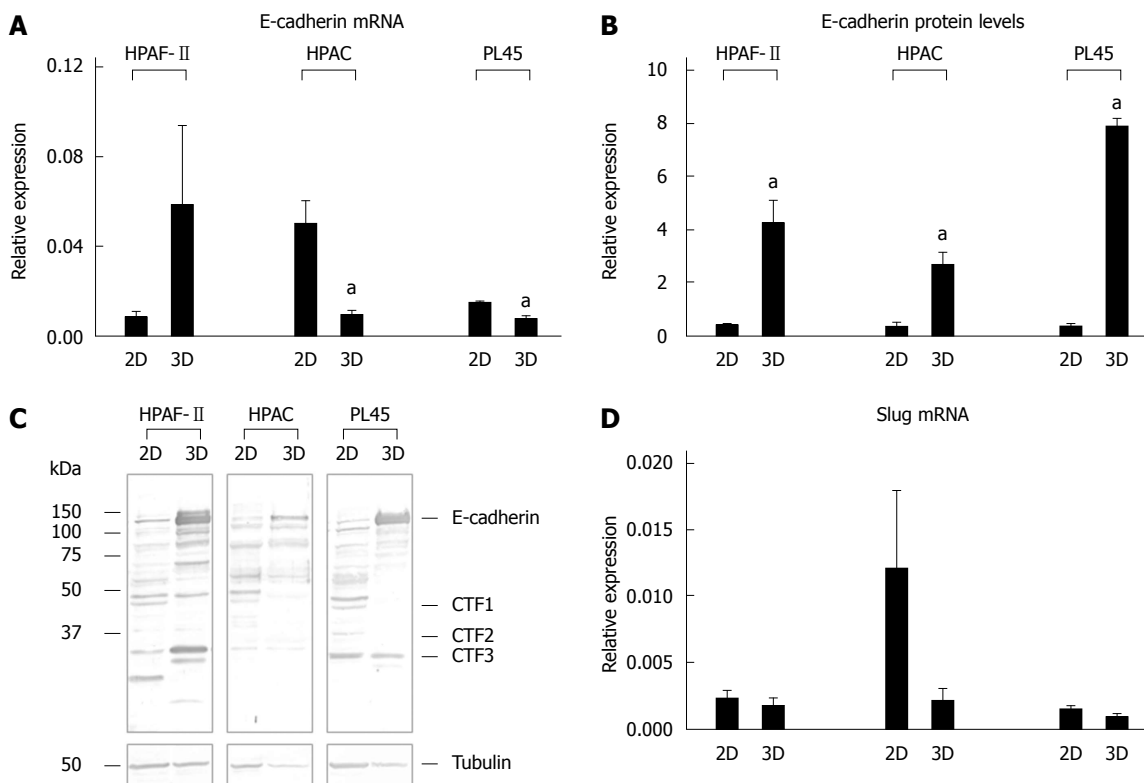 A
E-cadherin mRNA
HPAF-Ⅱ HPAC PL45
Relative expression
0.12
0.08
0.04
0.00
a a
2D 3D 2D 3D 2D 3D
B
E-cadherin protein levels
HPAF-Ⅱ HPAC PL45
Relative expression
10
8
6
4
2
0
a a a
2D 3D 2D 3D 2D 3D
C
HPAF-Ⅱ HPAC PL45
2D 3D 2D 3D 2D 3D
kDa
150
100
75
50
37
50
E-cadherin
CTF1
CTF2
CTF3
Tubulin
D
Slug mRNA
Relative expression
0.020
0.015
0.010
0.005
0.000
2D 3D 2D 3D 2D 3D